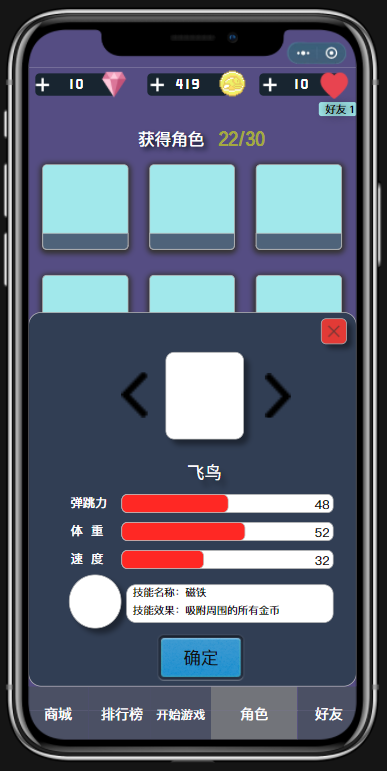 10 419 10
好友 1
获得角色 22/30
飞鸟
弹跳力 48
体 重 52
速 度 32
技能名称：磁铁
技能效果：吸附周围的所有金币
确定
商城 排行榜 开始游戏 角色 好友